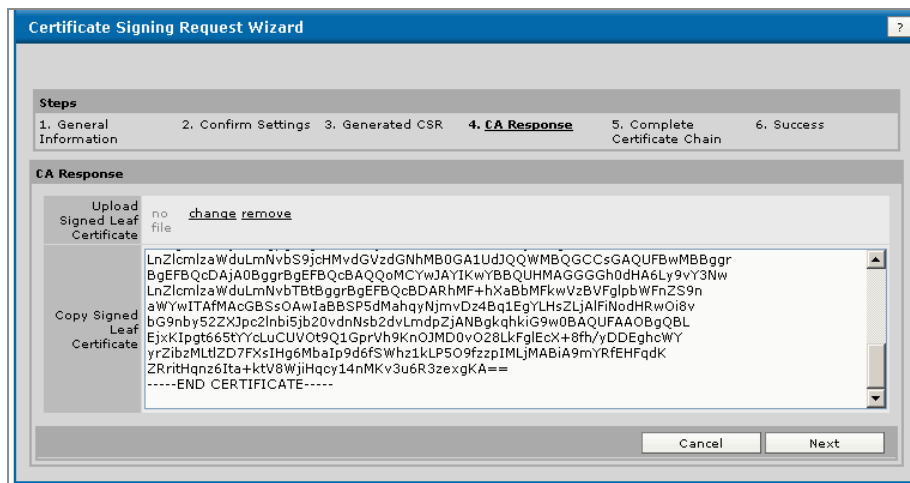 Certificate Signing Request Wizard
?
Steps
1. General Information
2. Confirm Settings
3. Generated CSR
4. CA Response
5. Complete Certificate Chain
6. Success
CA Response
Upload Signed Leaf Certificate
no file
change remove
Copy Signed Leaf Certificate
LnZlcmlzaWduLmNvbS9jcHMvdGVzdGNhMB0GA1UdJQQWMBQGCCsGAQUFBwMBBggr
BgEFBQcDAjA0BggrBgEFBQcBAQQoMCYwJAYIKwYBBQUHMAGGGGh0dHA6Ly9vY3Nw
LnZlcmlzaWduLmNvbTBtBggrBgEFBQcBDARhMF+hXaBbMFkwVzBVFglpbWFnZS9n
aWYwITAfMAcGBSsOAwIaBBSP5dMahqyNjmvDz4Bq1EgYLHsZLjAlFiNodHRwOi8v
bG9nby52ZXJpc2lnbi5jb20vdnNsb2dvLmdpZjANBgkqhkiG9w0BAQUFAAOBgQBL
EjxKIpgt665tYYcLuCUVOt9Q1GprVh9KnOJMD0vO28LkFglEcX+8fh/yDDEghcWY
yrZibzMLtlZD7FXsIHg6MbaIp9d6fSWhz1kLP5O9fzzpIMLjMABiA9mYRfEHFqdK
ZRritHqnz6Ita+ktV8WjiHqcy14nMKv3u6R3zexgKA==
-----END CERTIFICATE-----
Cancel
Next